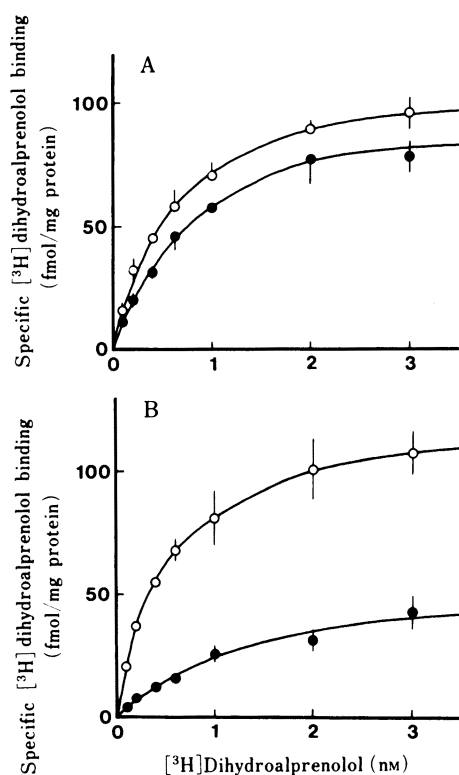 A
Specific [³H] dihydroalprenolol binding
(fmol/mg protein)
100
50
0
0 1 2 3
B
Specific [³H] dihydroalprenolol binding
(fmol/mg protein)
100
50
0
0 1 2 3
[³H]Dihydroalprenolol (nM)